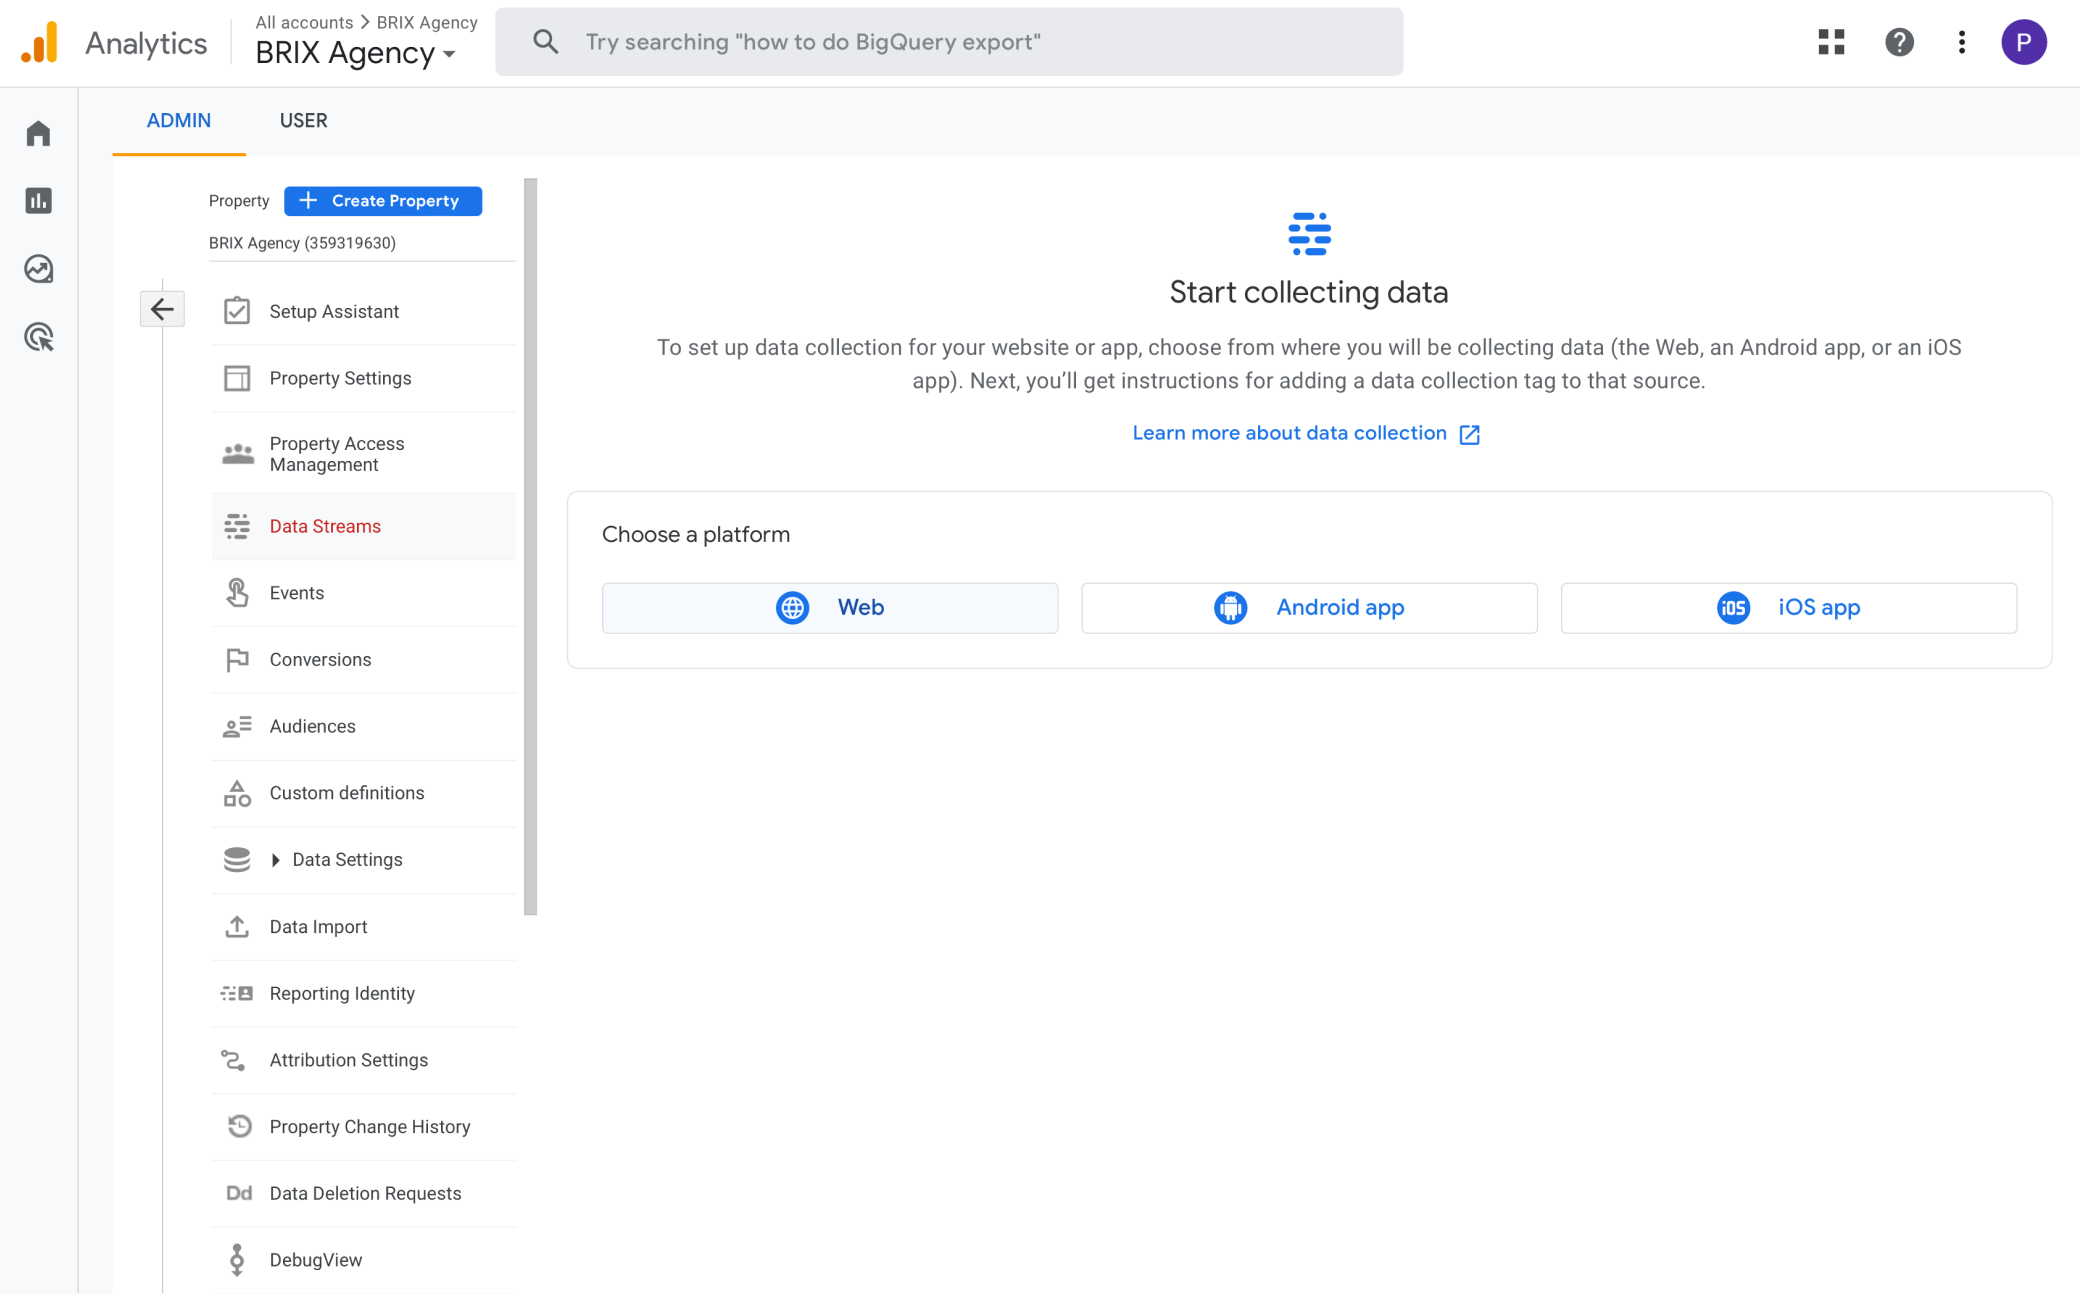 Analytics
All accounts > BRIX Agency
BRIX Agency
Try searching "how to do BigQuery export"
P
ADMIN
USER
Property
Create Property
BRIX Agency (359319630)
Setup Assistant
Property Settings
Property Access
Management
Data Streams
Events
Conversions
Audiences
Custom definitions
Data Settings
Data Import
Reporting Identity
Attribution Settings
Property Change History
Dd Data Deletion Requests
DebugView
Start collecting data
To set up data collection for your website or app, choose from where you will be collecting data (the Web, an Android app, or an iOS
app). Next, you’ll get instructions for adding a data collection tag to that source.
Learn more about data collection
Choose a platform
Web
Android app
iOS iOS app